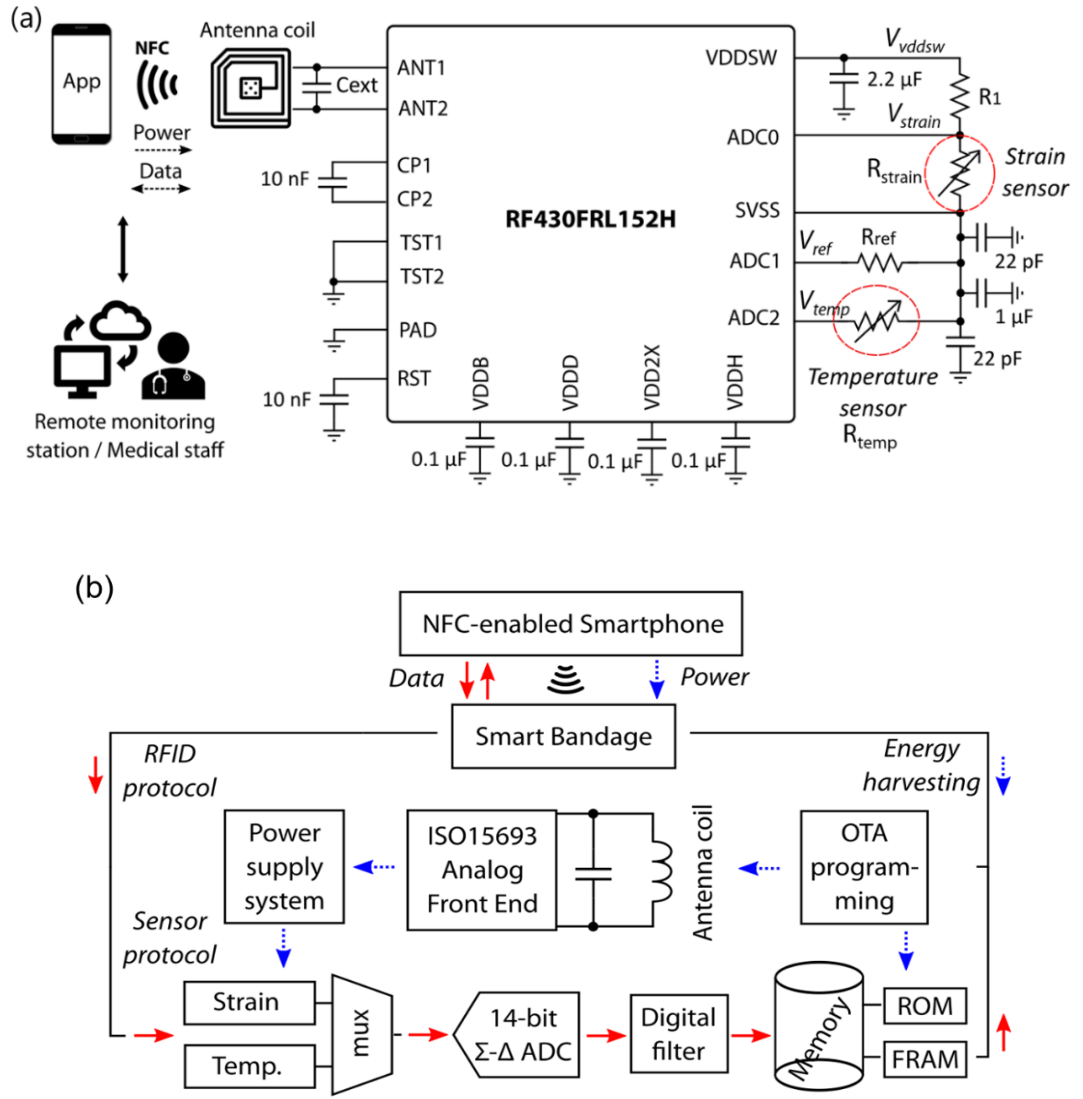 (a)
App
NFC
Power
Data
Antenna coil
Cext
10 nF
10 nF
Remote monitoring
station / Medical staff
ANT1
ANT2
CP1
CP2
TST1
TST2
PAD
RST
RF430FRL152H
VDDB
VDDD
VDD2X
VDDH
0.1 µF
0.1 µF
0.1 µF
0.1 µF
VDDSW
ADC0
SVSS
ADC1
ADC2
Vvddsw
2.2 µF
R1
Vstrain
Rstrain
Strain
sensor
Vref
Rref
22 pF
1 µF
Vtemp
22 pF
Temperature
sensor
Rtemp
(b)
NFC-enabled Smartphone
Data
Power
Smart Bandage
RFID
protocol
Energy
harvesting
Power
supply
system
ISO15693
Analog
Front End
Antenna coil
OTA
program-
ming
Sensor
protocol
Strain
Temp.
mux
14-bit
Σ-Δ ADC
Digital
filter
Memory
ROM
FRAM